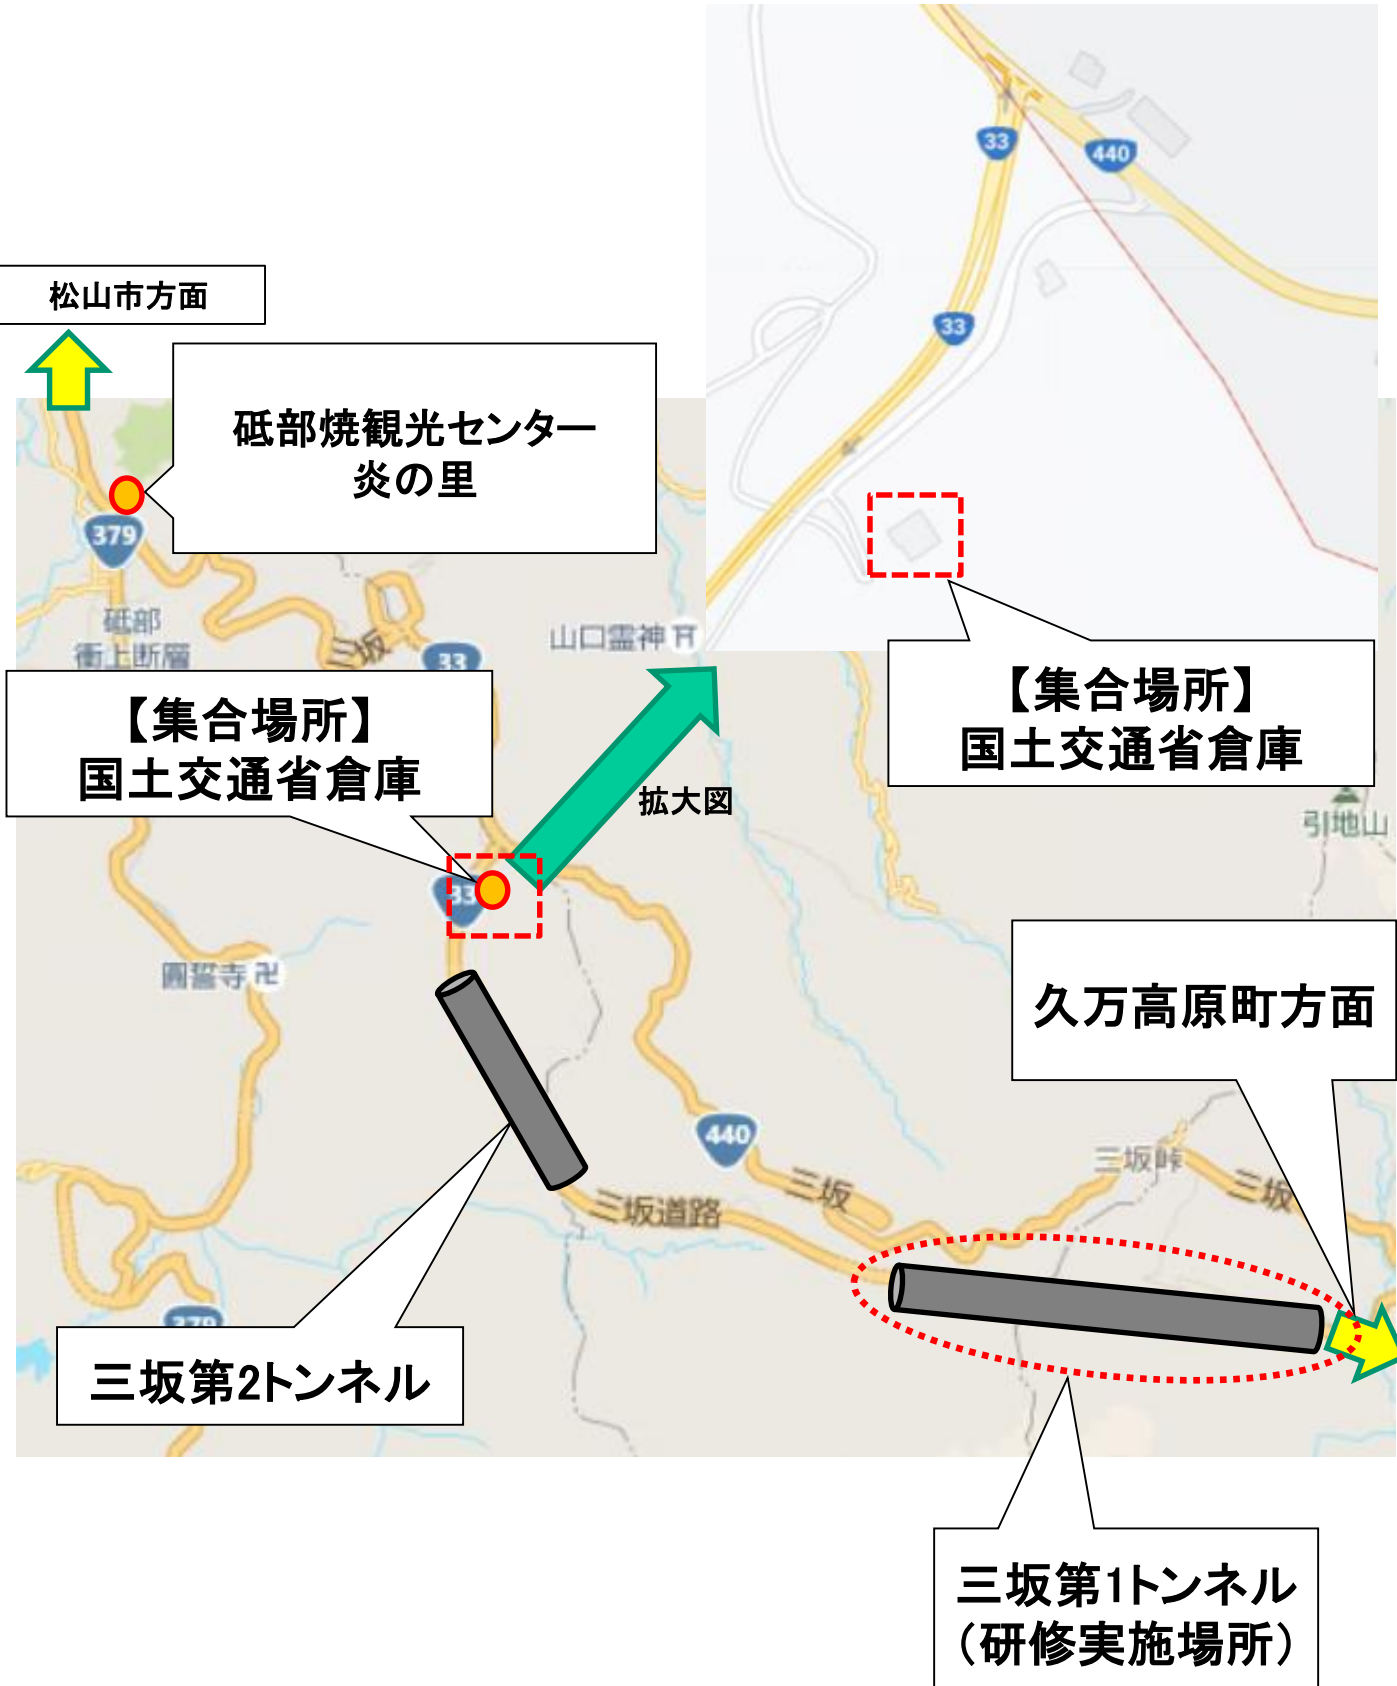 33
440
33
松山市方面
砥部焼観光センター
炎の里
379
砥部
衝上断層
三坂
33
山口霊神
【集合場所】
国土交通省倉庫
【集合場所】
国土交通省倉庫
拡大図
引地山
33
圓誓寺
久万高原町方面
440
三坂峠
三坂
三坂
三坂道路
379
三坂第2トンネル
三坂第1トンネル
（研修実施場所）